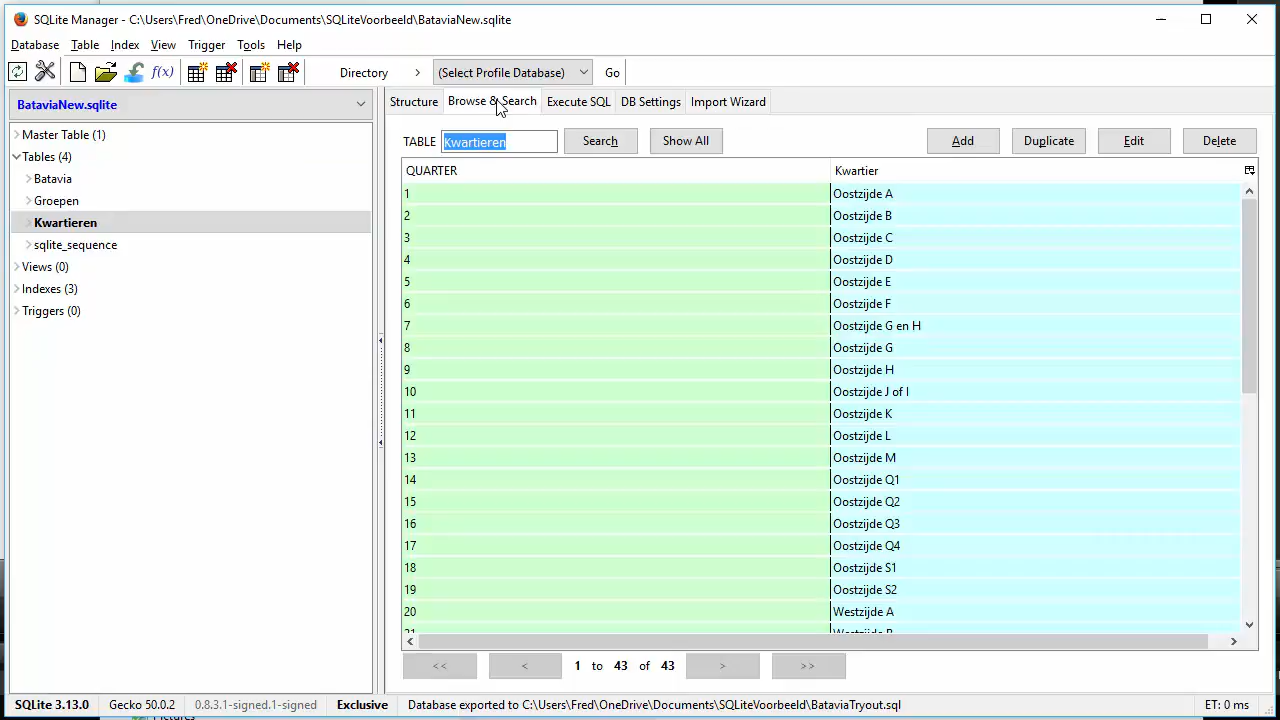 SQLite Manager - C:\Users\Fred\OneDrive\Documents\SQLiteVoorbeeld\BataviaNew.sqlite
Database Table Index View Trigger Tools Help
f(x) Directory > (Select Profile Database) Go
BataviaNew.sqlite
Master Table (1)
Tables (4)
Batavia
Groepen
Kwartieren
sqlite_sequence
Views (0)
Indexes (3)
Triggers (0)
Structure Browse & Search Execute SQL DB Settings Import Wizard
TABLE Kwartieren Search Show All Add Duplicate Edit Delete
QUARTER Kwartier
1 Oostzijde A
2 Oostzijde B
3 Oostzijde C
4 Oostzijde D
5 Oostzijde E
6 Oostzijde F
7 Oostzijde G en H
8 Oostzijde G
9 Oostzijde H
10 Oostzijde J of I
11 Oostzijde K
12 Oostzijde L
13 Oostzijde M
14 Oostzijde Q1
15 Oostzijde Q2
16 Oostzijde Q3
17 Oostzijde Q4
18 Oostzijde S1
19 Oostzijde S2
20 Westzijde A
21 Westzijde B
<< < 1 to 43 of 43 > >>
SQLite 3.13.0 Gecko 50.0.2 0.8.3.1-signed.1-signed Exclusive Database exported to C:\Users\Fred\OneDrive\Documents\SQLiteVoorbeeld\BataviaTryout.sql ET: 0 ms
Pictures